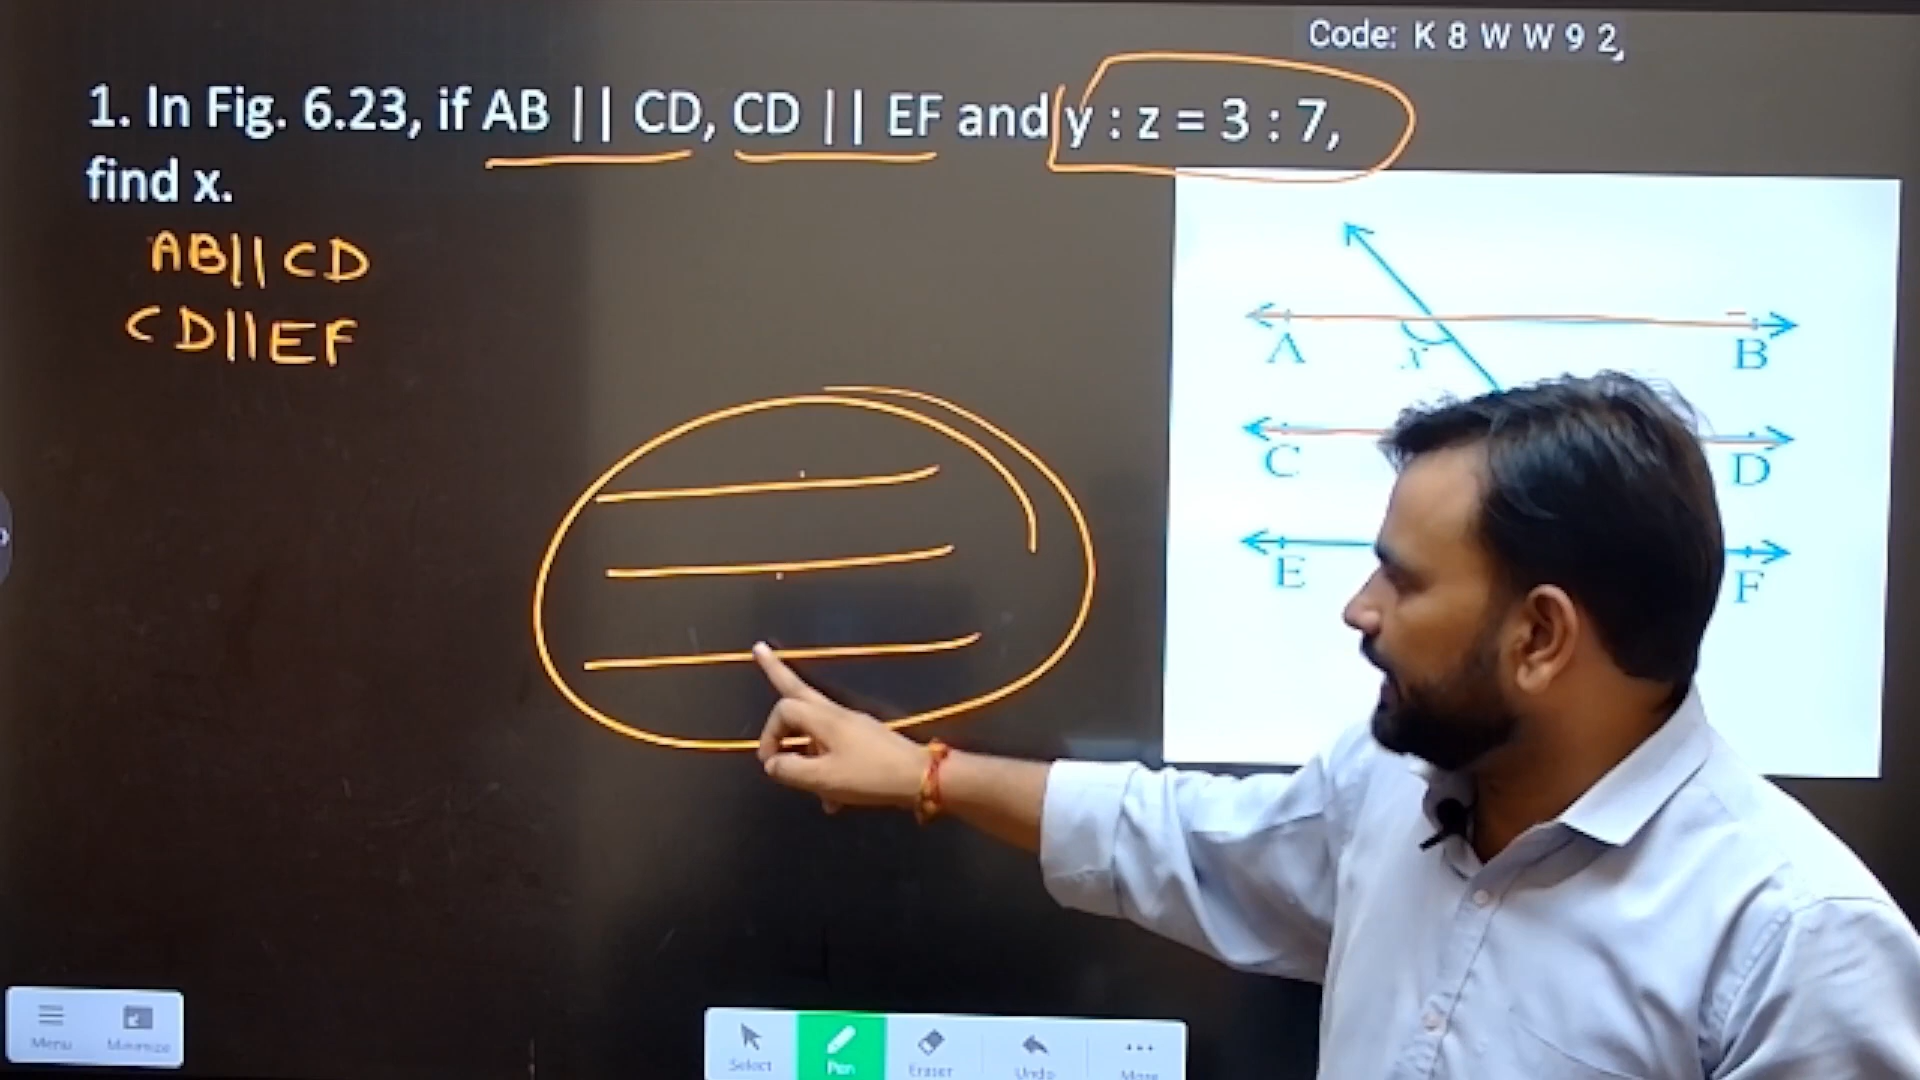 Code: K 8 W W 9 2,
1. In Fig. 6.23, if AB || CD, CD || EF and y : z = 3 : 7,
find x.
AB||CD
CD||EF
A
x
B
C
D
E
F
Menu
Minimize
Select
Pen
Eraser
Undo
More